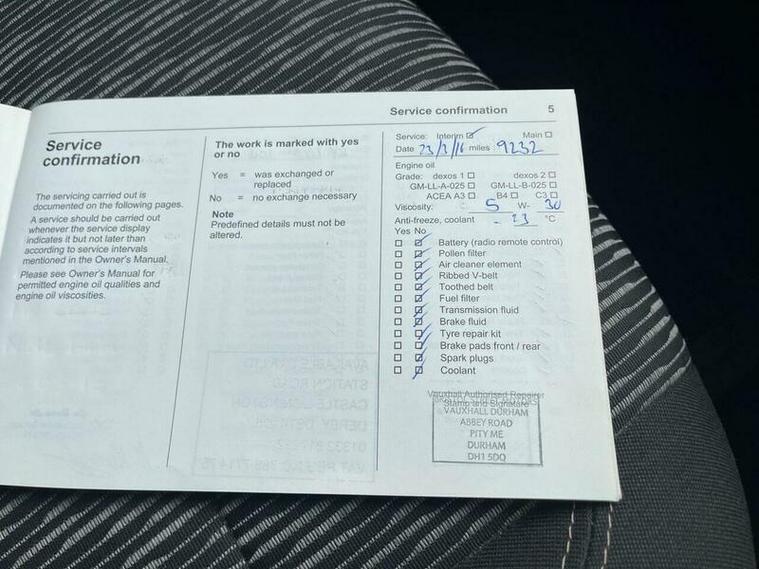 Service confirmation 5
Service
confirmation
The servicing carried out is
documented on the following pages.
A service should be carried out
whenever the service display
indicates it but not later than
according to service intervals
mentioned in the Owner's Manual.
Please see Owner's Manual for
permitted engine oil qualities and
engine oil viscosities.
The work is marked with yes
or no
Yes = was exchanged or
replaced
No = no exchange necessary
Note
Predefined details must not be
altered.
Service: Interim ☑ Main ☐
Date 23/3/16 miles 9232
Engine oil
Grade: dexos 1 ☐ dexos 2 ☐
GM-LL-A-025 ☐ GM-LL-B-025 ☐
ACEA A3 ☐ B4 ☐ C3 ☐
Viscosity: 5 W- 30
Anti-freeze, coolant - 23 °C
Yes No
Battery (radio remote control)
Pollen filter
Air cleaner element
Ribbed V-belt
Toothed belt
Fuel filter
Transmission fluid
Brake fluid
Tyre repair kit
Brake pads front / rear
Spark plugs
Coolant
Vauxhall Authorised Repairer
Stamp and Signature
VAUXHALL DURHAM
ABBEY ROAD
PITY ME
DURHAM
DH1 5DQ